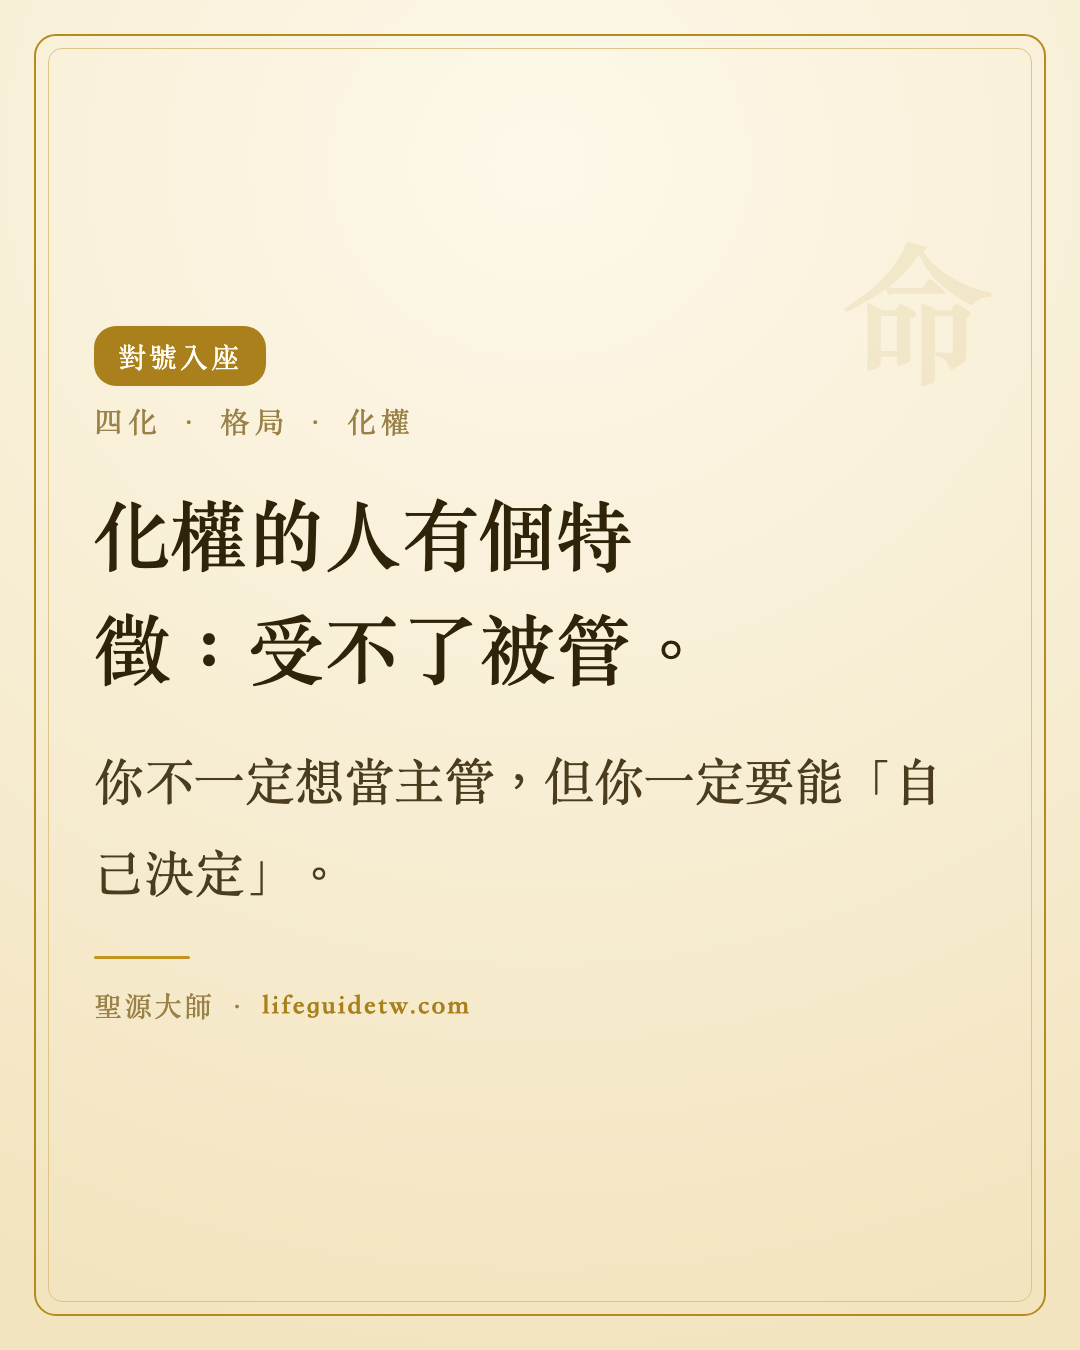 命
對號入座
四化 · 格局 · 化權
化權的人有個特
徵：受不了被管。
你不一定想當主管，但你一定要能「自
己決定」。
聖源大師 · lifeguidetw.com